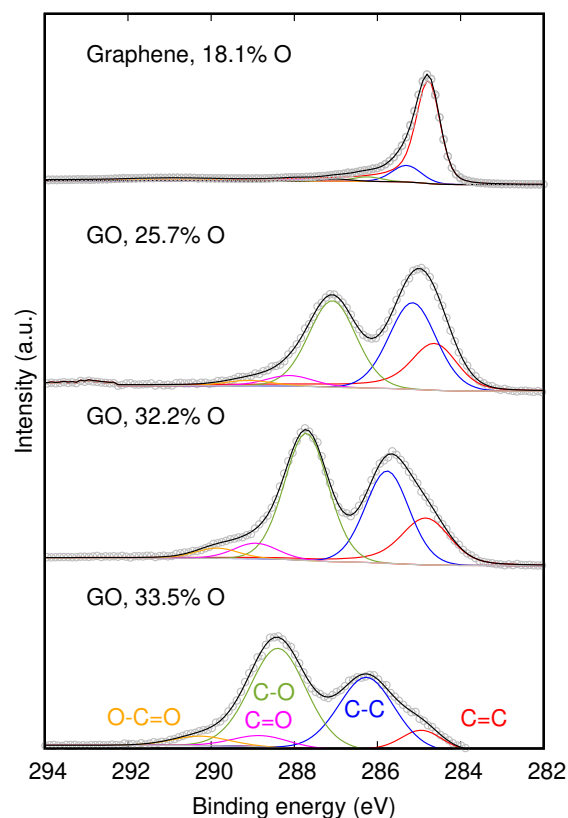 Graphene, 18.1% O
GO, 25.7% O
GO, 32.2% O
GO, 33.5% O
O-C=O
C-O
C=O
C-C
C=C
294 292 290 288 286 284 282
Binding energy (eV)
Intensity (a.u.)